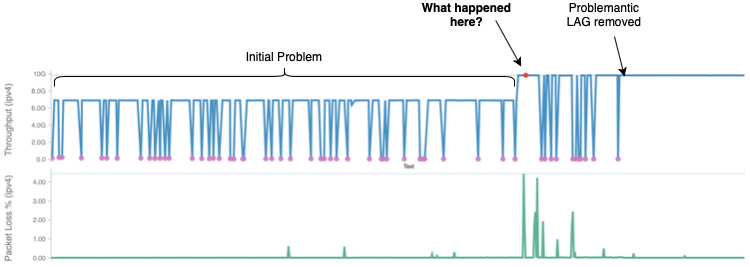 What happened
here?
Problemantic
LAG removed
Initial Problem
Throughput (ipv4)
10G
8.0G
6.0G
4.0G
2.0G
0.0
Text
Packet Loss % (ipv4)
4.00
3.00
2.00
1.00
0.00